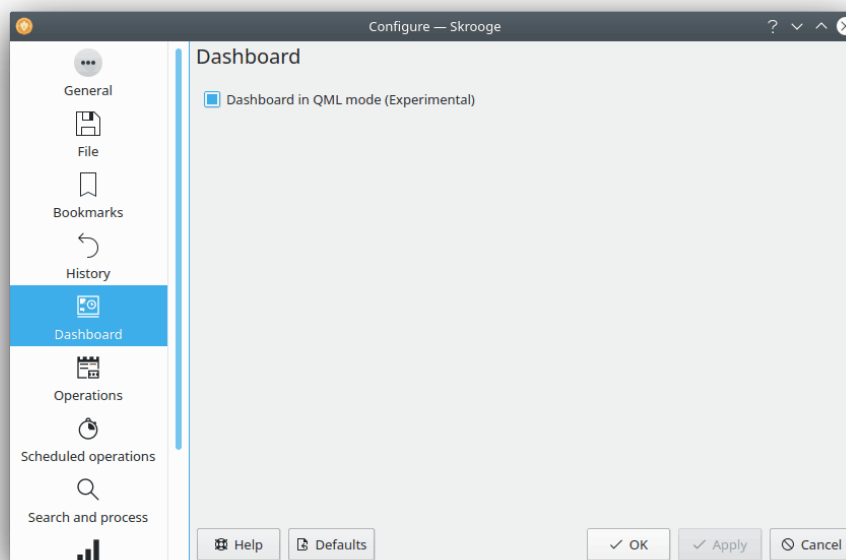 Configure — Skrooge
General
File
Bookmarks
History
Dashboard
Operations
Scheduled operations
Search and process
Dashboard
Dashboard in QML mode (Experimental)
Help
Defaults
OK
Apply
Cancel